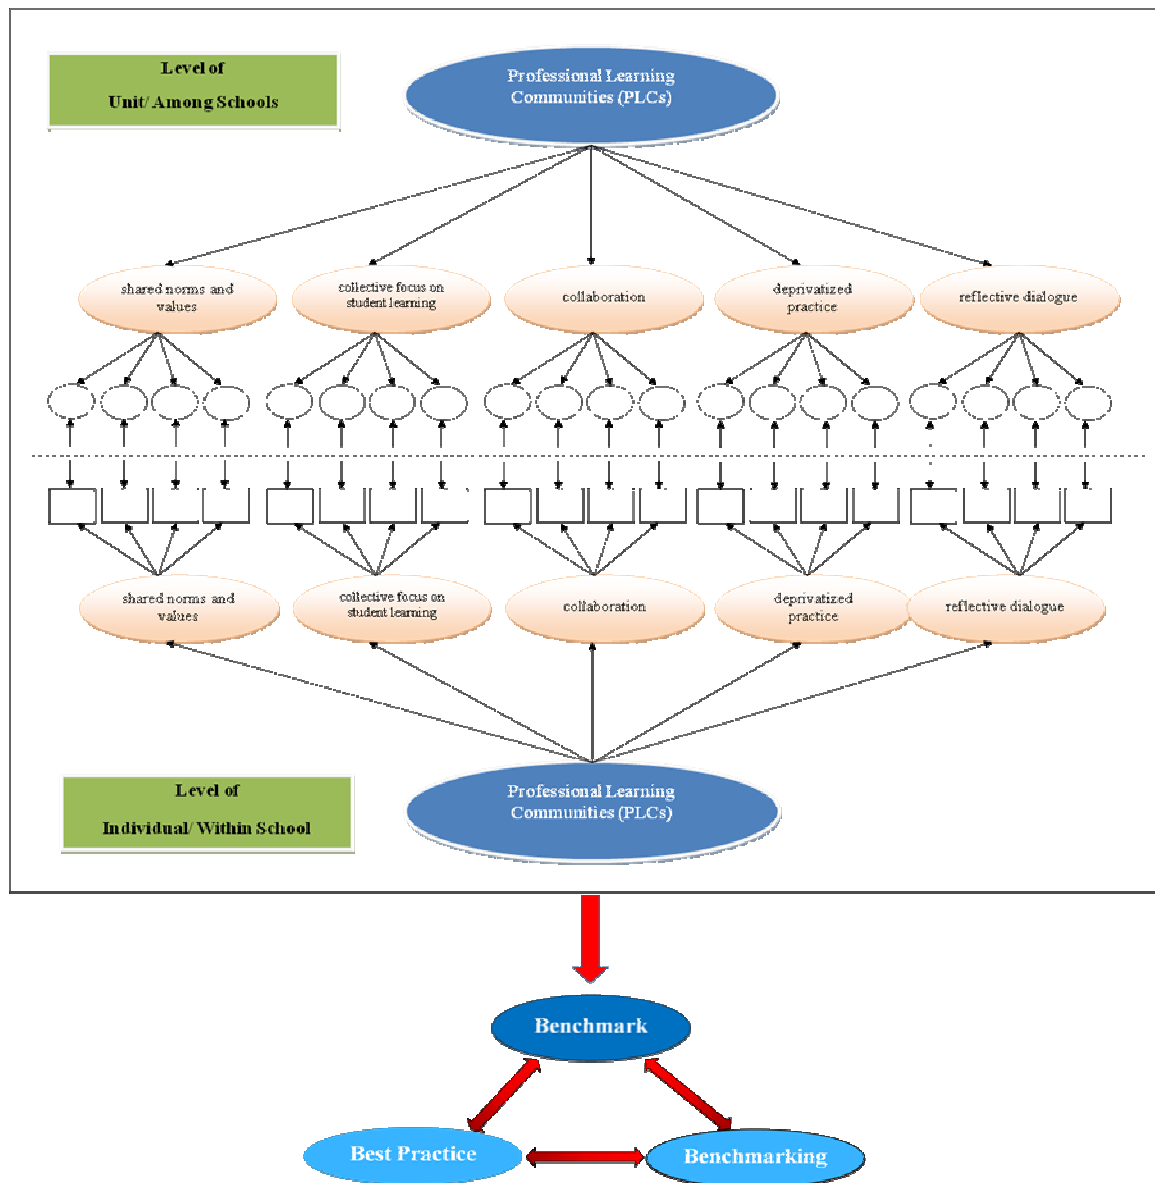 Level of
Unit/ Among Schools
Professional Learning
Communities (PLCs)
shared norms and
values
collective focus on
student learning
collaboration
deprivatized
practice
reflective dialogue
shared norms and
values
collective focus on
student learning
collaboration
deprivatized
practice
reflective dialogue
Level of
Individual/ Within School
Professional Learning
Communities (PLCs)
Benchmark
Best Practice
Benchmarking